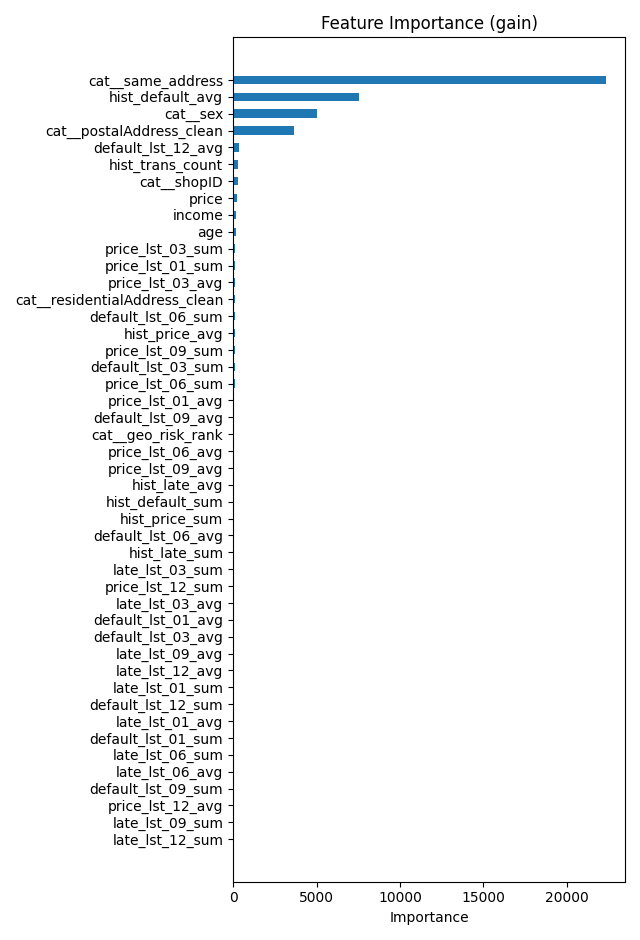 Feature Importance (gain)
cat__same_address
hist_default_avg
cat__sex
cat__postalAddress_clean
default_lst_12_avg
hist_trans_count
cat__shopID
price
income
age
price_lst_03_sum
price_lst_01_sum
price_lst_03_avg
cat__residentialAddress_clean
default_lst_06_sum
hist_price_avg
price_lst_09_sum
default_lst_03_sum
price_lst_06_sum
price_lst_01_avg
default_lst_09_avg
cat__geo_risk_rank
price_lst_06_avg
price_lst_09_avg
hist_late_avg
hist_default_sum
hist_price_sum
default_lst_06_avg
hist_late_sum
late_lst_03_sum
price_lst_12_sum
late_lst_03_avg
default_lst_01_avg
default_lst_03_avg
late_lst_09_avg
late_lst_12_avg
late_lst_01_sum
default_lst_12_sum
late_lst_01_avg
default_lst_01_sum
late_lst_06_sum
late_lst_06_avg
default_lst_09_sum
price_lst_12_avg
late_lst_09_sum
late_lst_12_sum
0 5000 10000 15000 20000
Importance